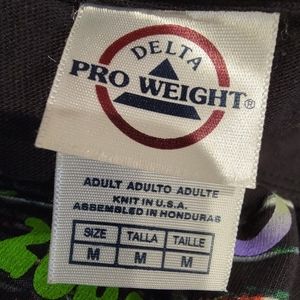 DELTA
PRO WEIGHT®
ADULT ADULTO ADULTE
KNIT IN U.S.A.
ASSEMBLED IN HONDURAS
SIZE TALLA TAILLE
M M M